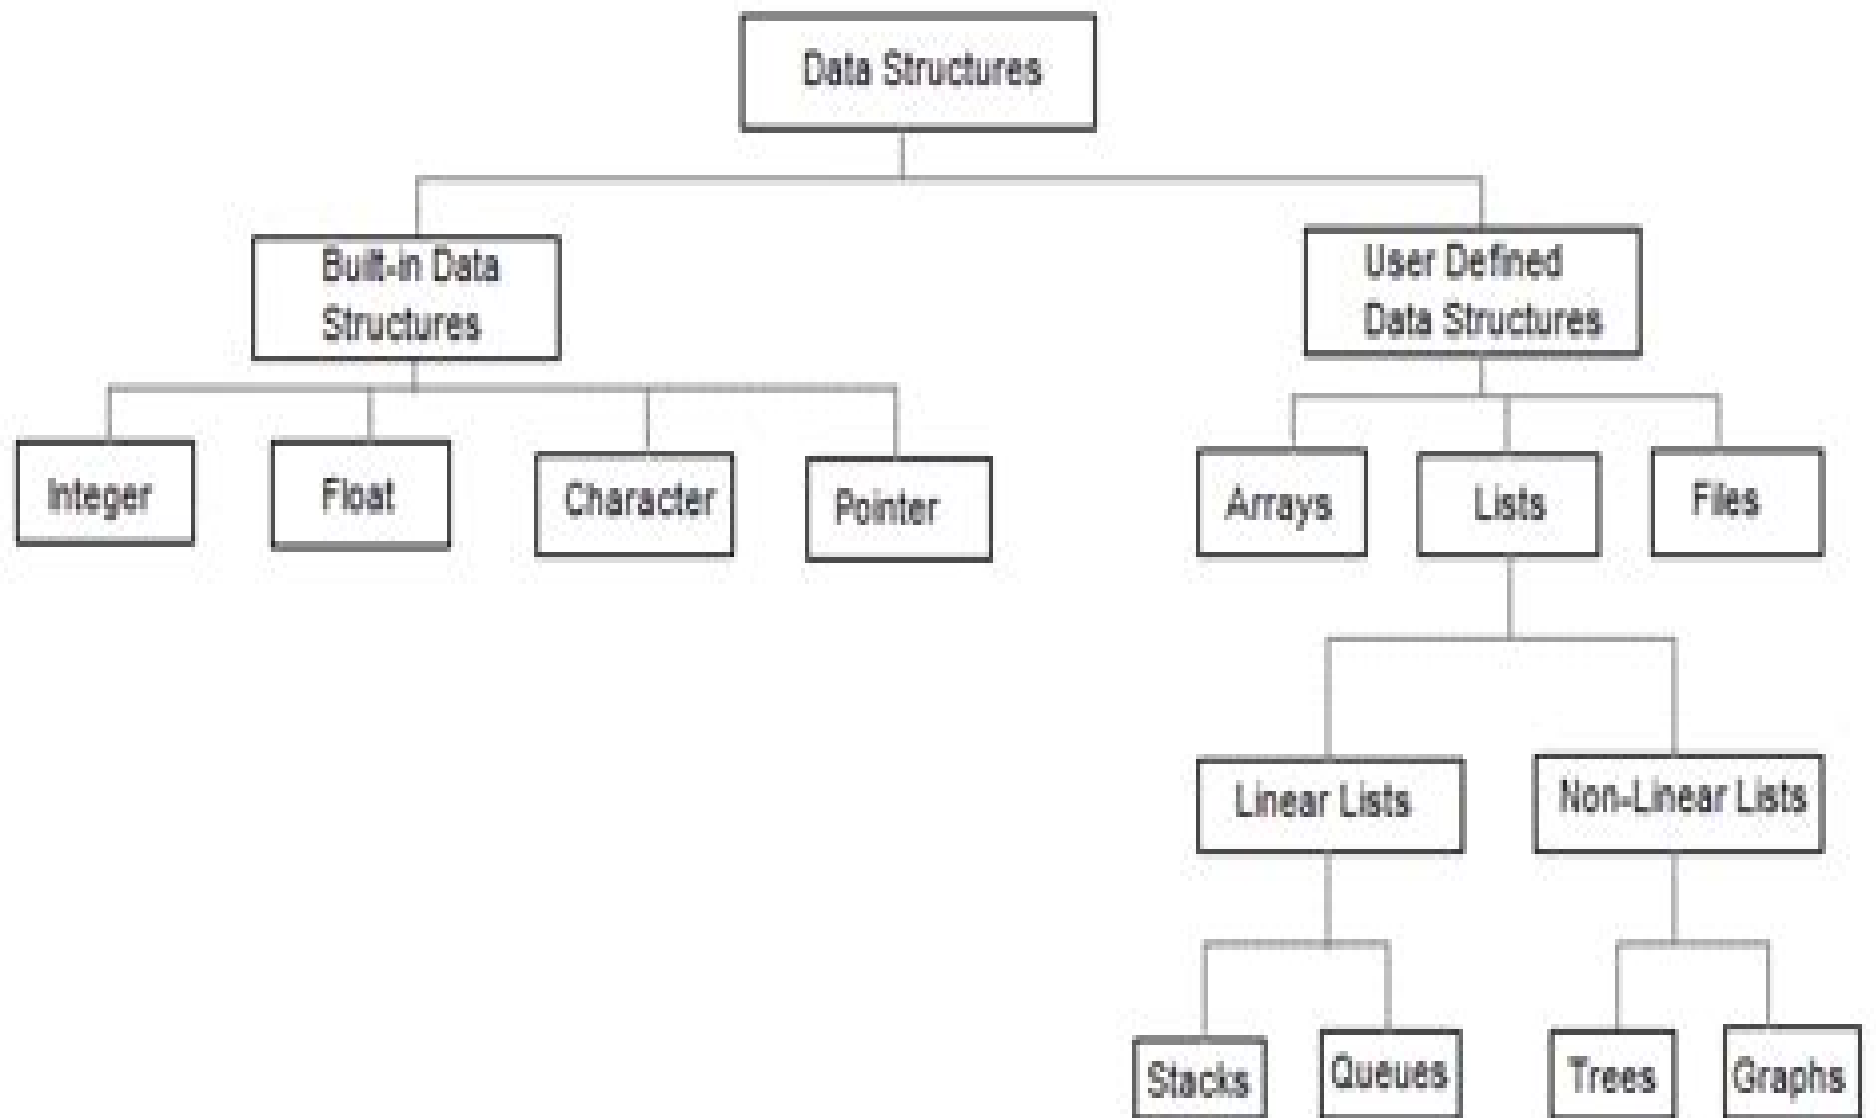 Data Structures
Built-in Data
Structures
User Defined
Data Structures
Integer
Float
Character
Pointer
Arrays
Lists
Files
Linear Lists
Non-Linear Lists
Stacks
Queues
Trees
Graphs